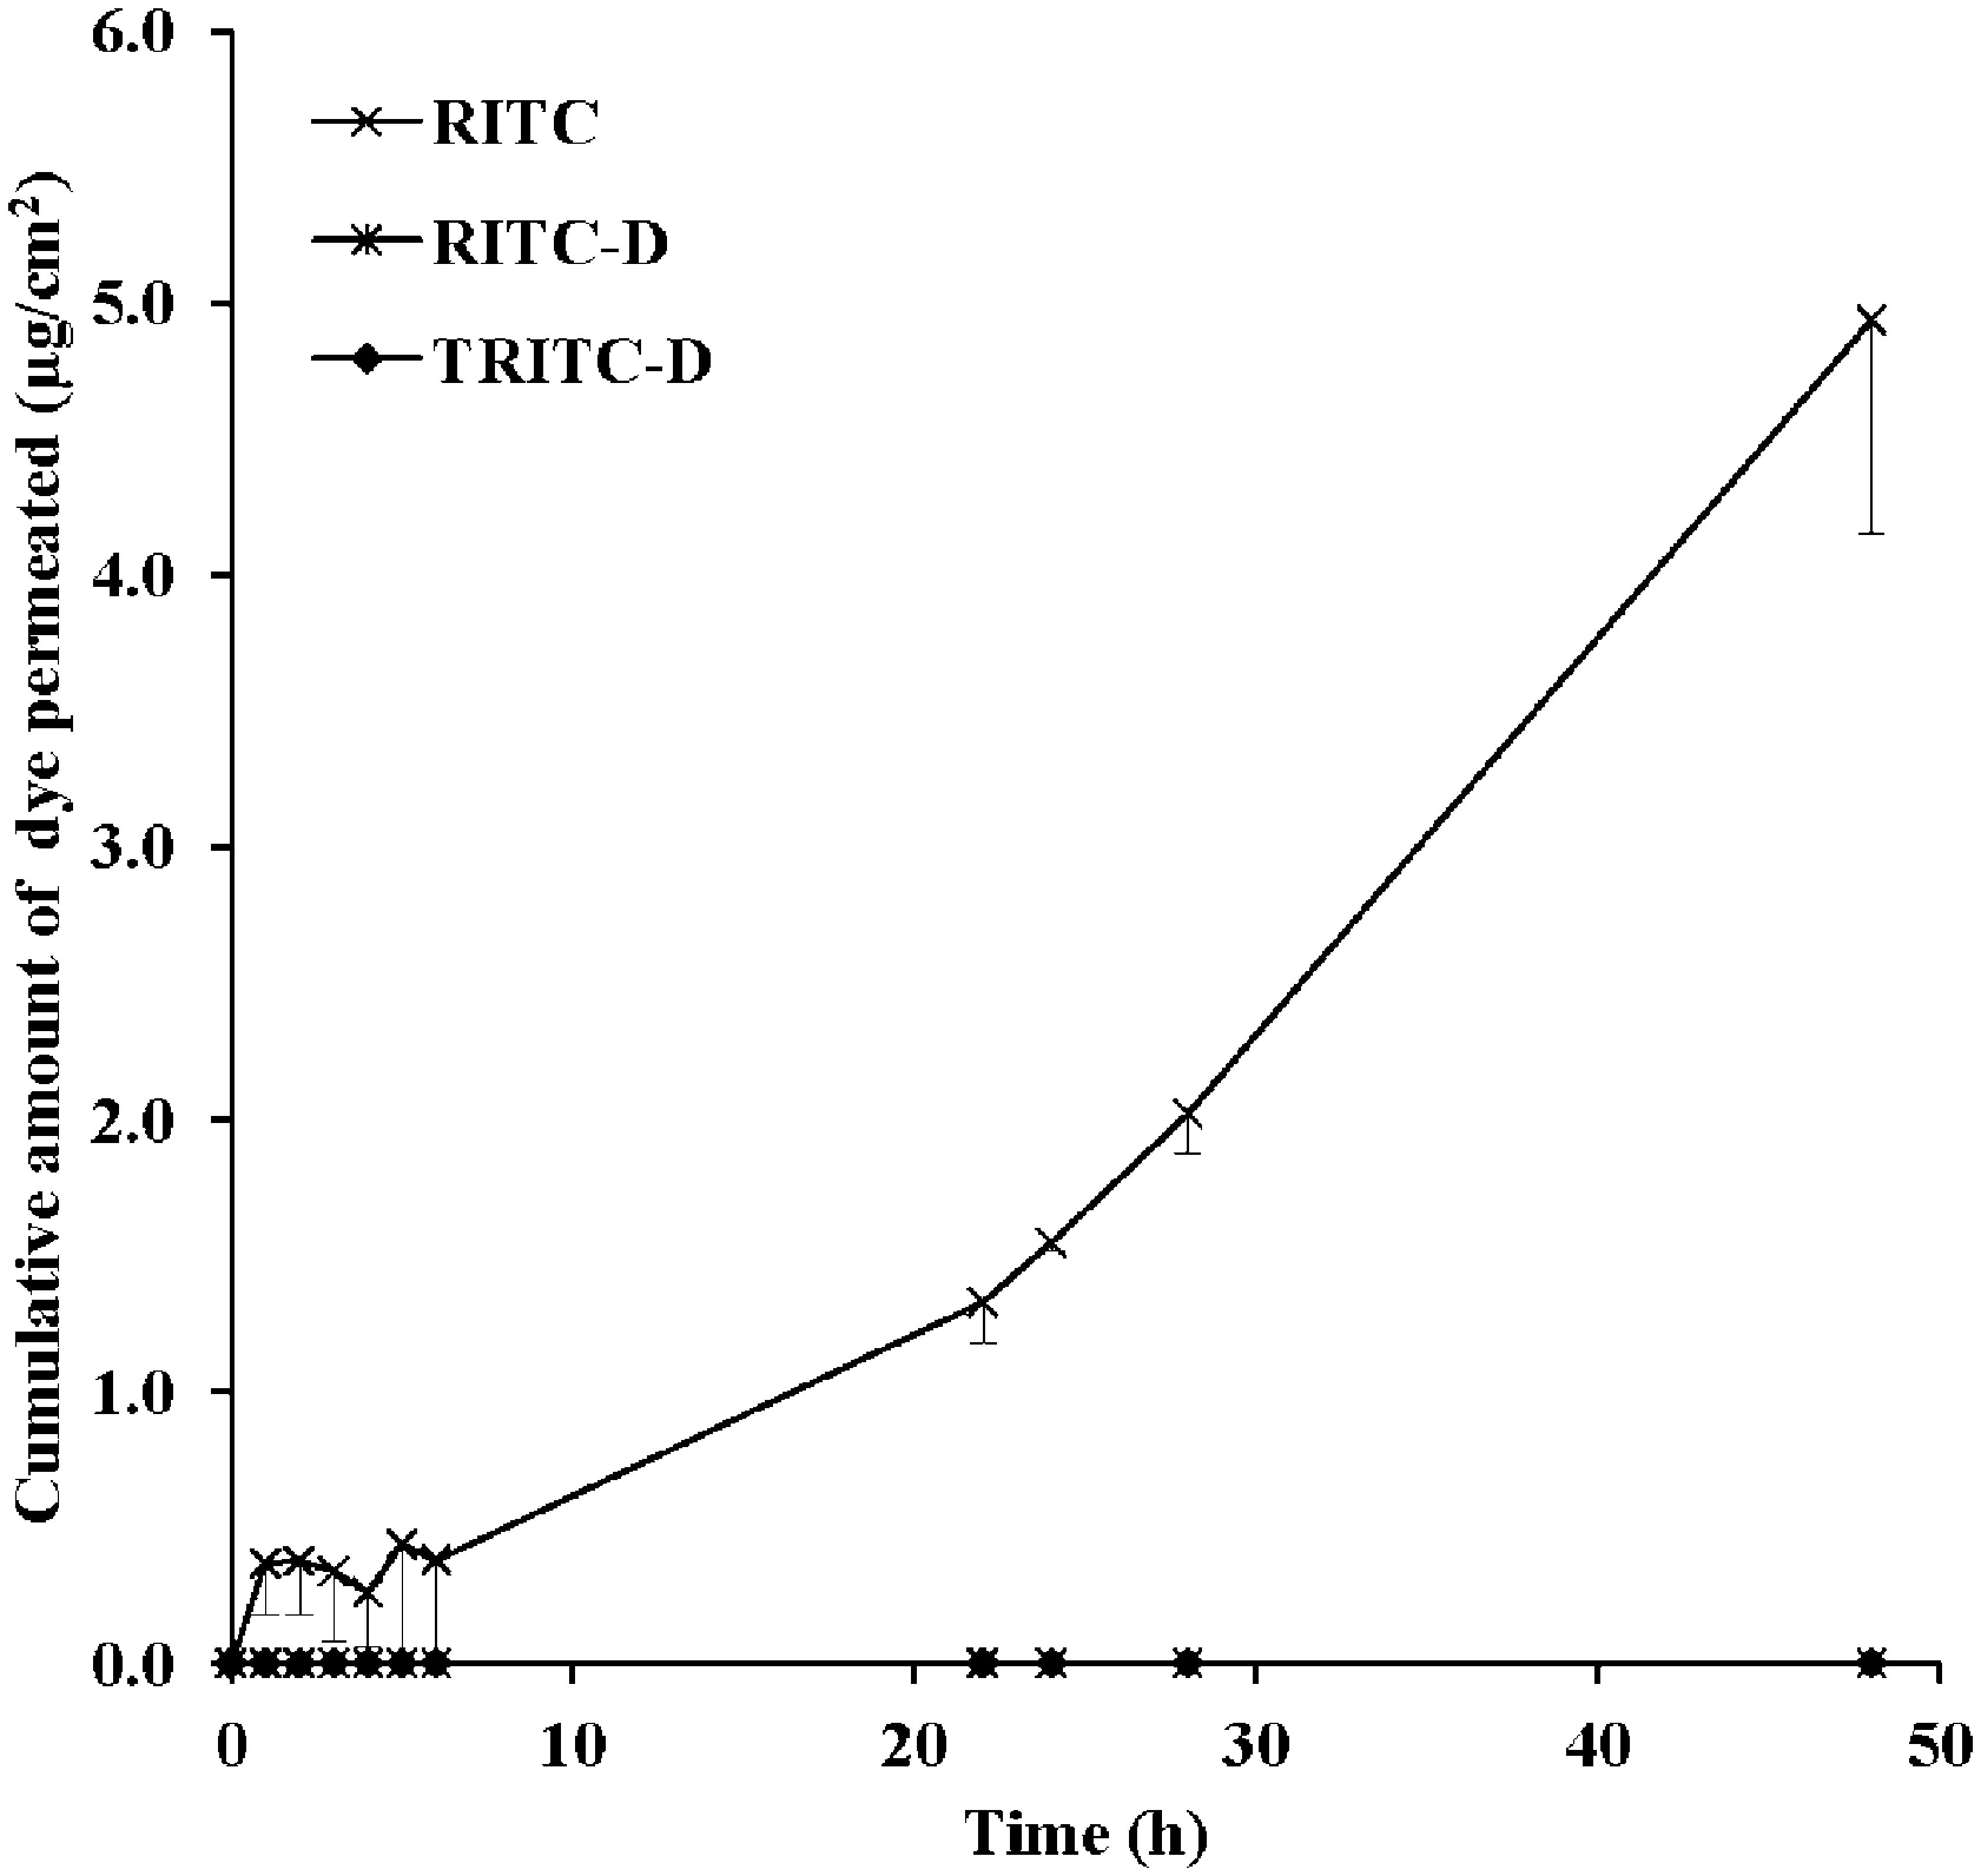 Cumulative amount of dye permeated (µg/cm²)
6.0
5.0
4.0
3.0
2.0
1.0
0.0
RITC
RITC-D
TRITC-D
0 10 20 30 40 50
Time (h)